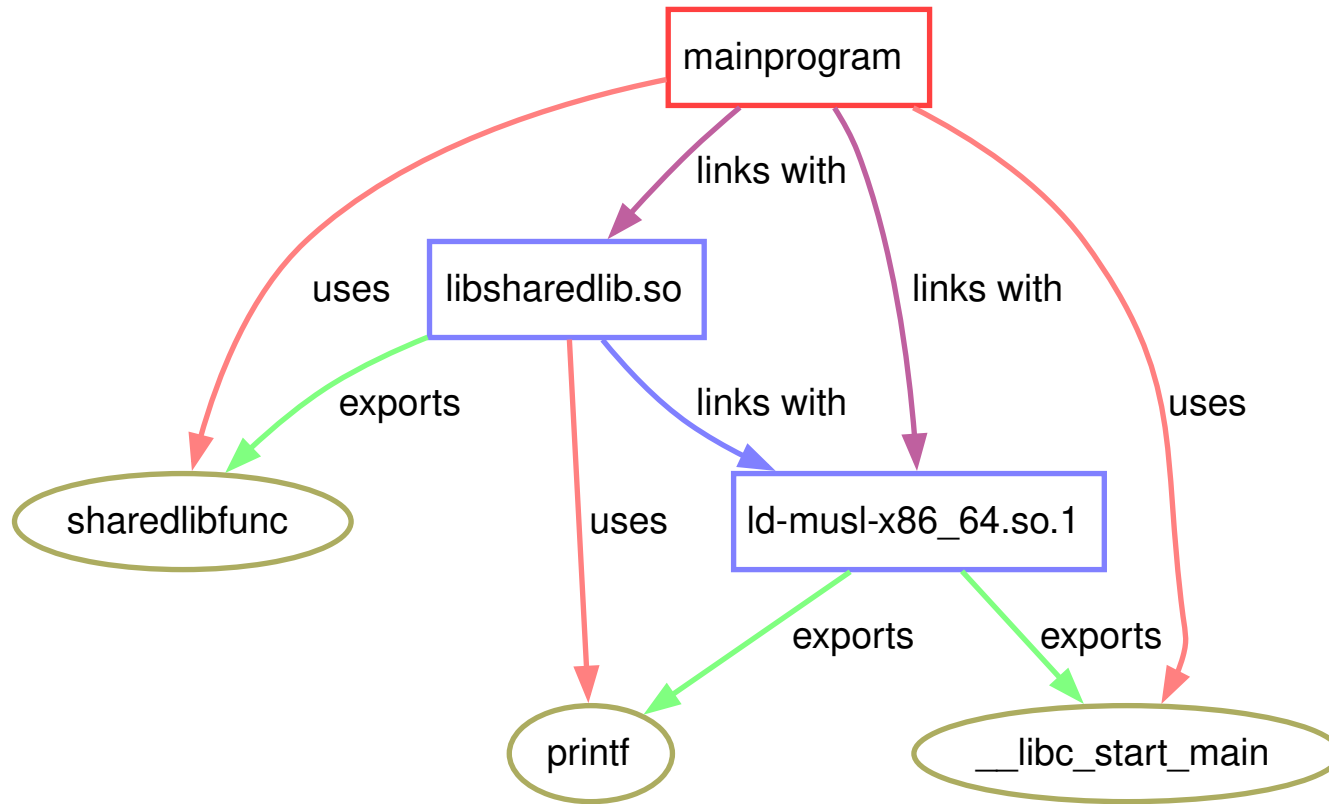 mainprogram
links with
uses
libsharedlib.so
links with
exports
links with
uses
sharedlibfunc
uses
ld-musl-x86_64.so.1
exports
exports
printf
__libc_start_main